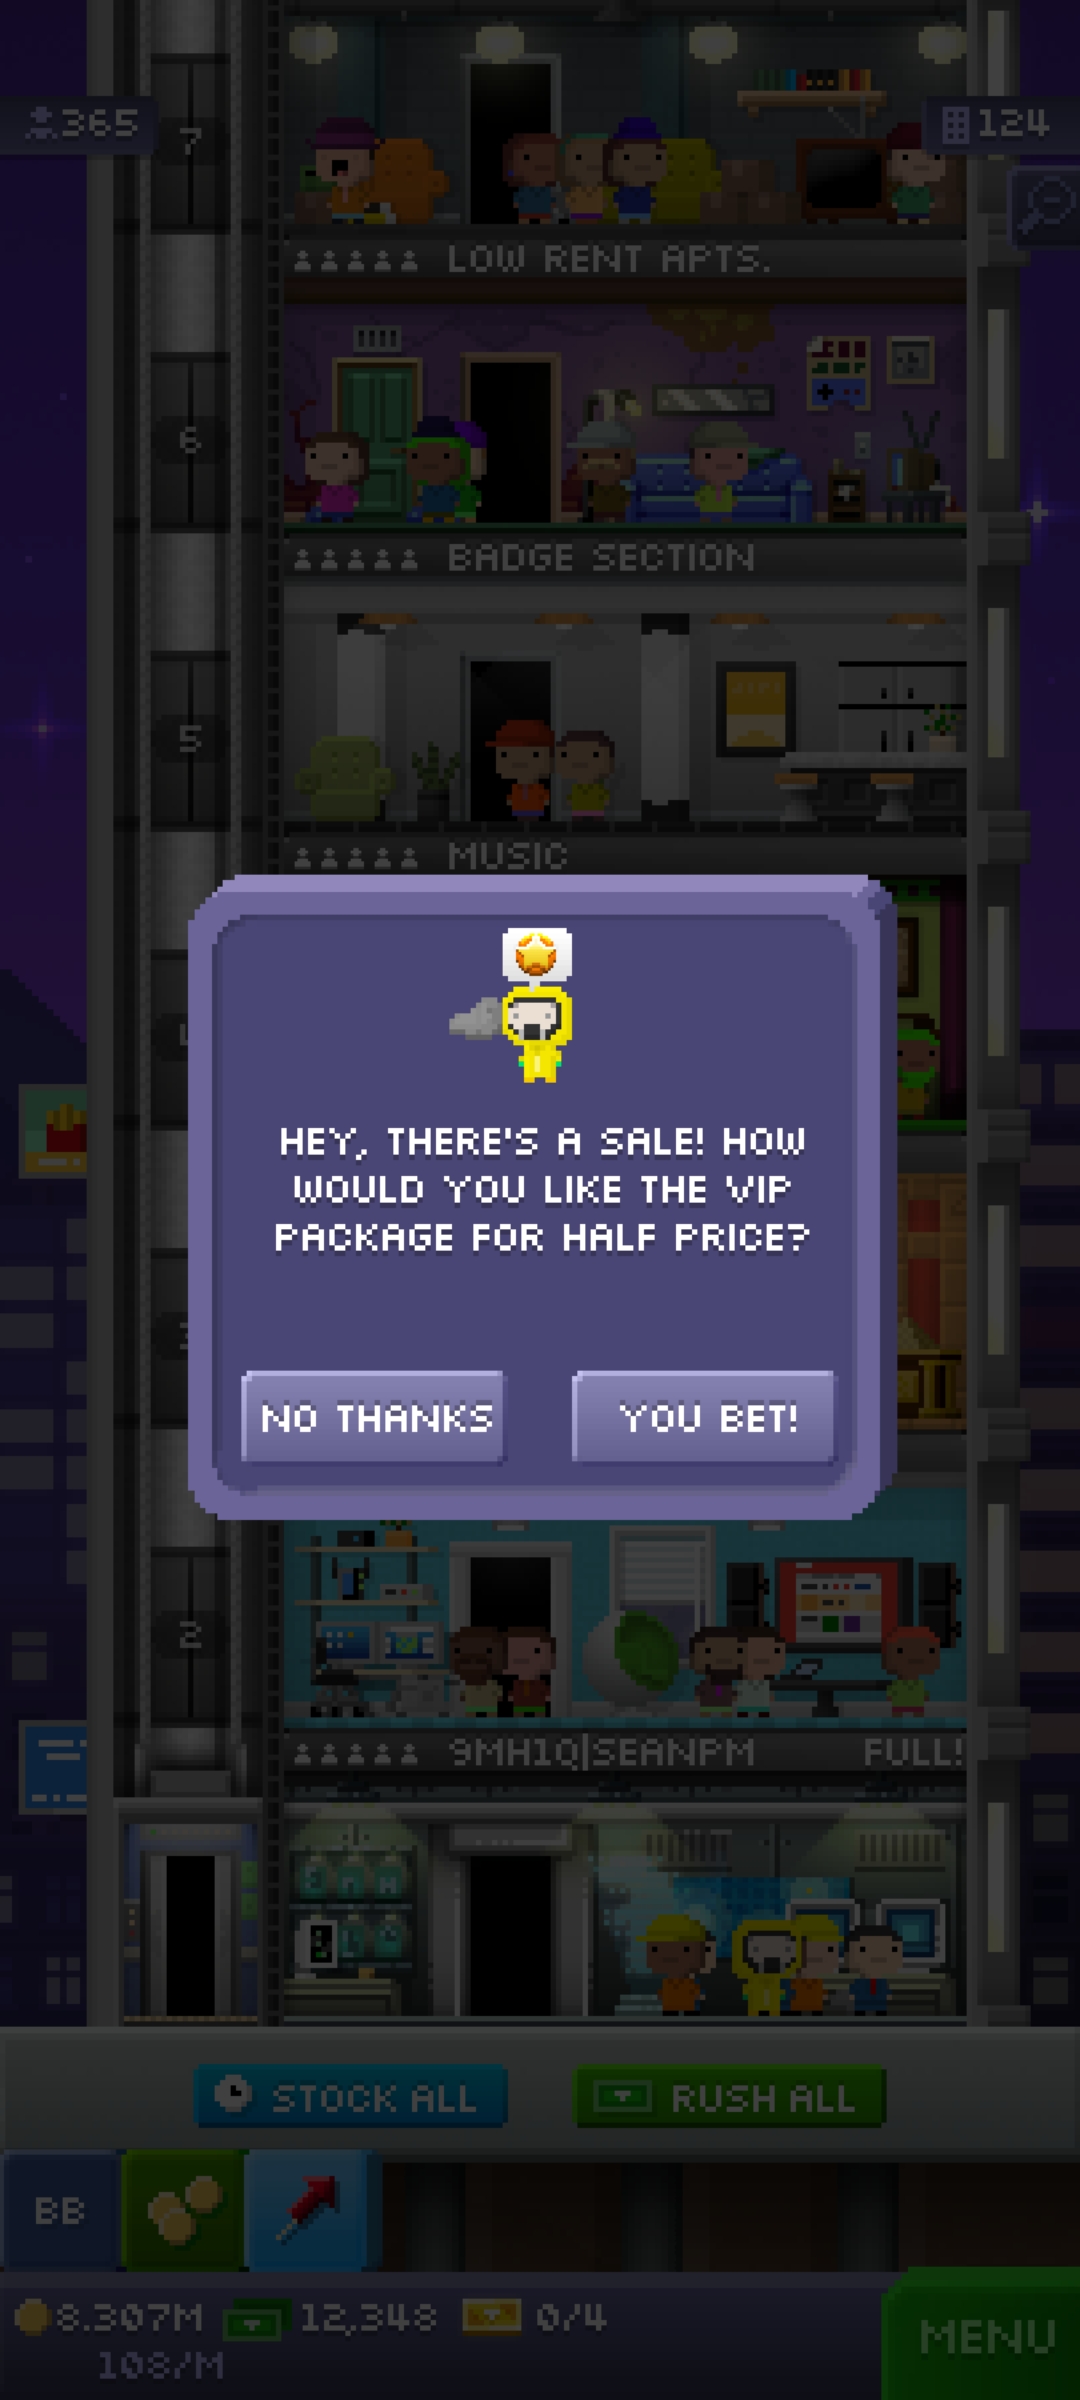 365
124
7
LOW RENT APTS.
6
BADGE SECTION
5
MUSIC
HEY, THERE'S A SALE! HOW
WOULD YOU LIKE THE VIP
PACKAGE FOR HALF PRICE?
NO THANKS
YOU BET!
2
9MH1Q|SEANPM
FULL!
STOCK ALL
RUSH ALL
BB
8.307M
12,348
0/4
108/M
MENU